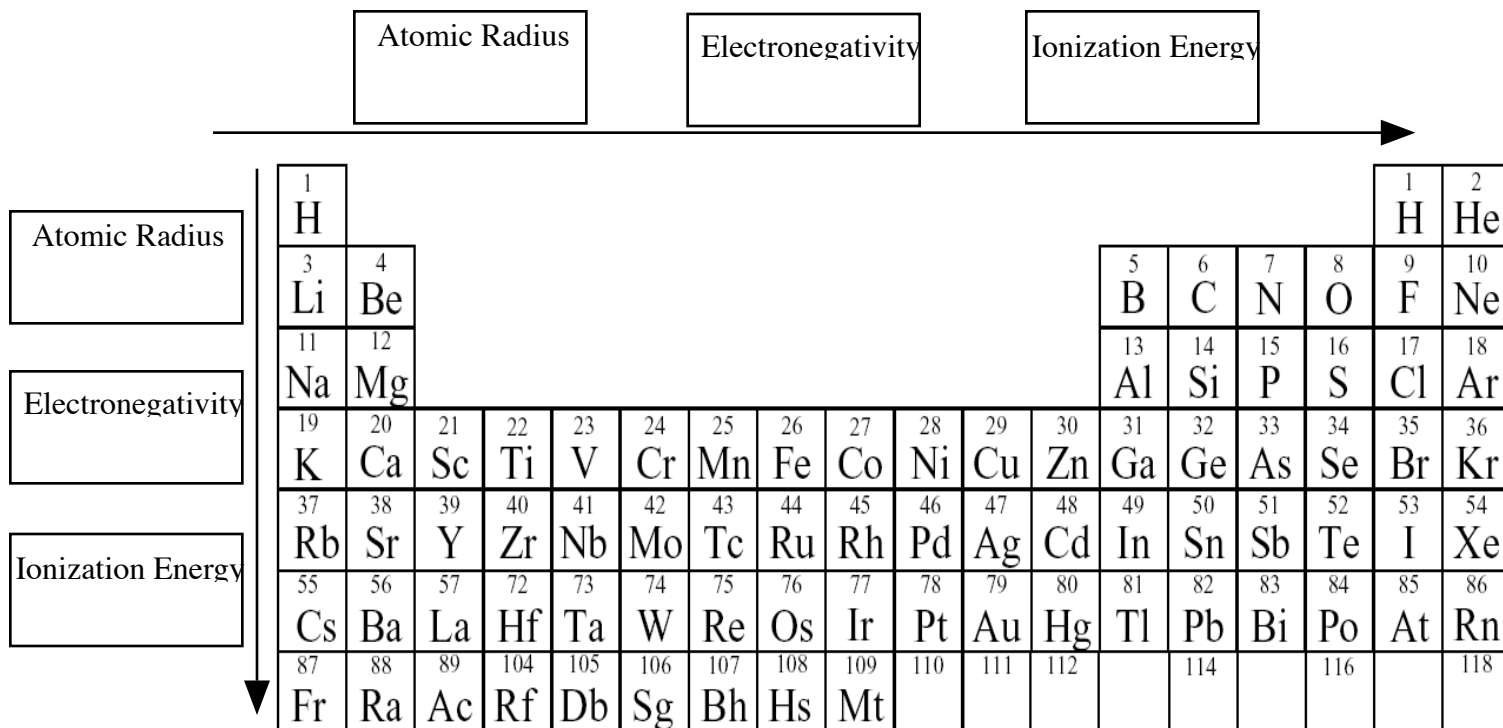 Atomic Radius Electronegativity Ionization Energy
Atomic Radius
Electronegativity
Ionization Energy
1 1 2
H H He
3 4 5 6 7 8 9 10
Li Be B C N O F Ne
11 12 13 14 15 16 17 18
Na Mg Al Si P S Cl Ar
19 20 21 22 23 24 25 26 27 28 29 30 31 32 33 34 35 36
K Ca Sc Ti V Cr Mn Fe Co Ni Cu Zn Ga Ge As Se Br Kr
37 38 39 40 41 42 43 44 45 46 47 48 49 50 51 52 53 54
Rb Sr Y Zr Nb Mo Tc Ru Rh Pd Ag Cd In Sn Sb Te I Xe
55 56 57 72 73 74 75 76 77 78 79 80 81 82 83 84 85 86
Cs Ba La Hf Ta W Re Os Ir Pt Au Hg Tl Pb Bi Po At Rn
87 88 89 104 105 106 107 108 109 110 111 112 114 116 118
Fr Ra Ac Rf Db Sg Bh Hs Mt